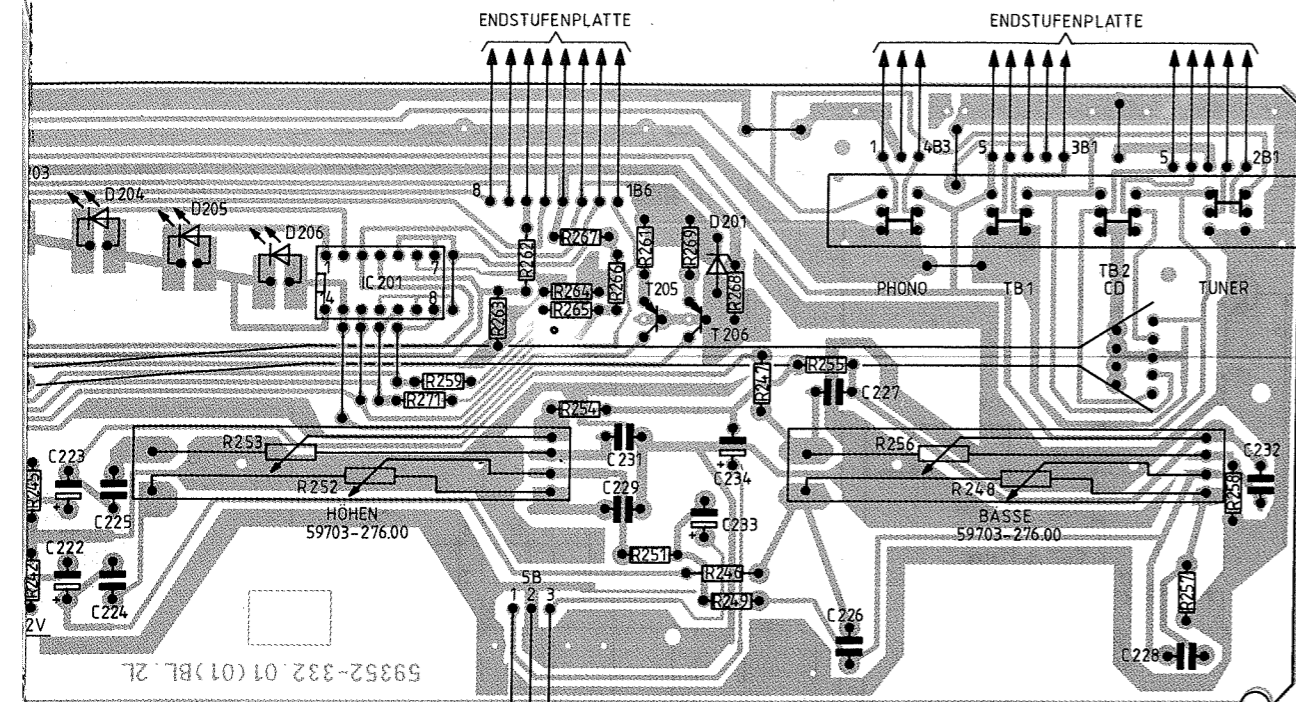 ENDSTUFENPLATTE
ENDSTUFENPLATTE
1 4B3 5 3B1 5 2B1
203
D204
D205
D206
8 1B6
D201
R267
R262
R261
R269
R266
R268
1 7
IC201
14 8
R264
R265
R263
T205
T206
PHONO
TB1
TB2
CD
TUNER
R259
R271
R247
R255
C227
R254
R253
R252
HÖHEN
59703-276.00
C231
C229
C234
C233
R256
R248
BÄSSE
59703-276.00
C232
R258
C223
R245
C225
C222
R242
C224
2V
+
+
+
+
R251
R246
R249
5B
1 2 3
C226
R257
C228
59352-332.01(01)BL.2L